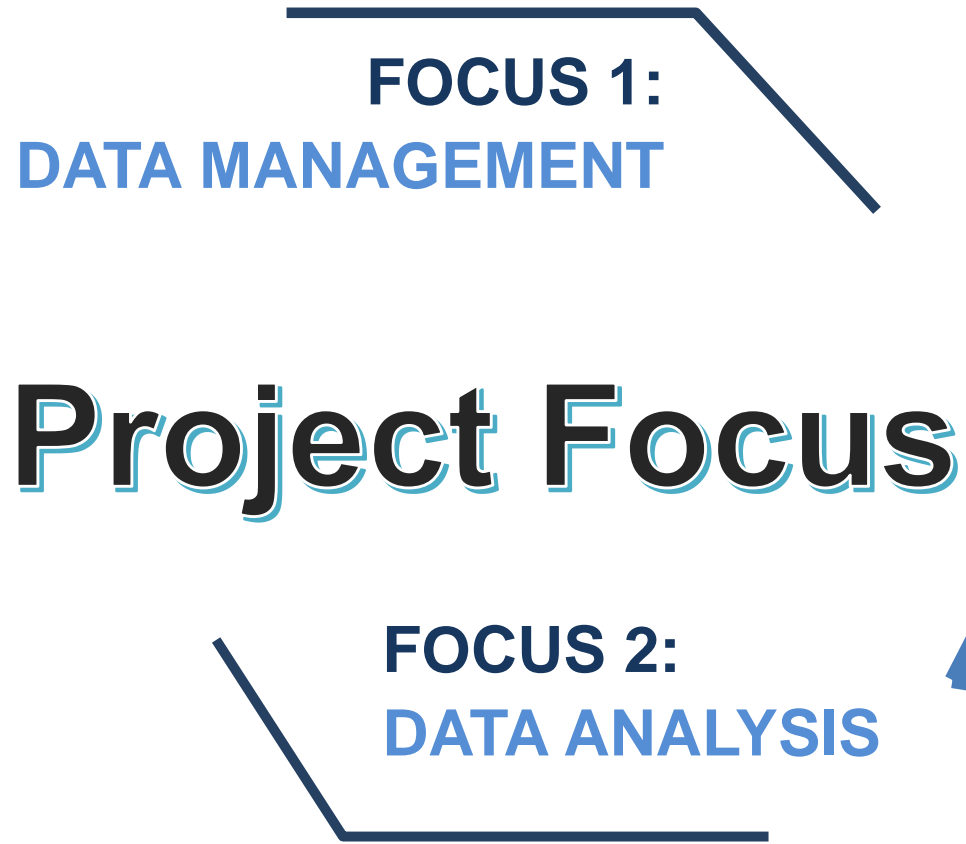 FOCUS 1:
DATA MANAGEMENT
Project Focus
FOCUS 2:
DATA ANALYSIS